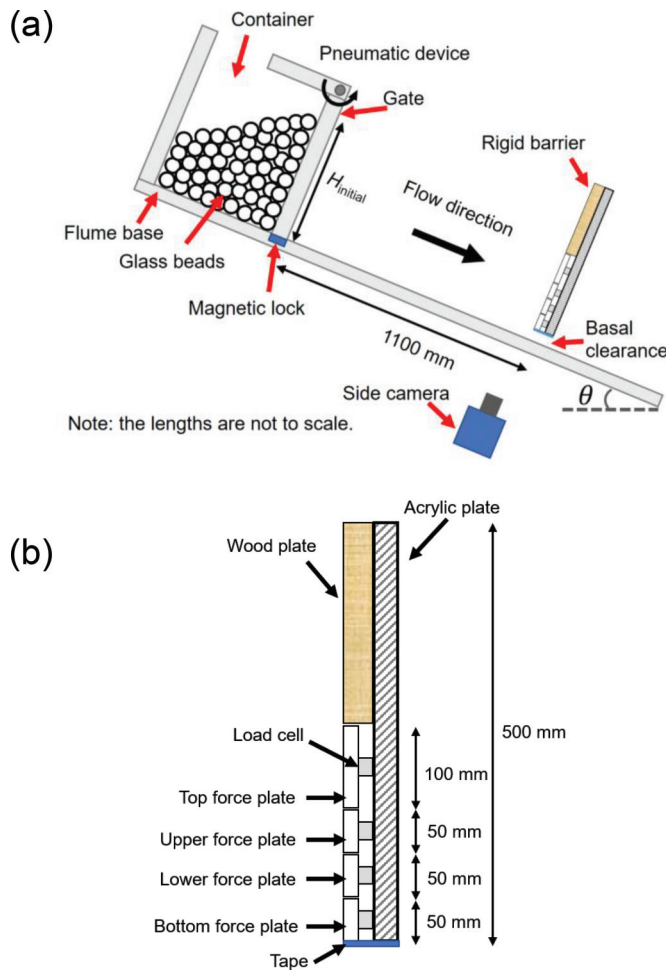 (a)
Container
Pneumatic device
Gate
Rigid barrier
H_initial
Flow direction
Flume base
Glass beads
Magnetic lock
1100 mm
Basal
clearance
Side camera
θ
Note: the lengths are not to scale.
(b)
Acrylic plate
Wood plate
Load cell
500 mm
100 mm
Top force plate
Upper force plate
50 mm
Lower force plate
50 mm
Bottom force plate
50 mm
Tape